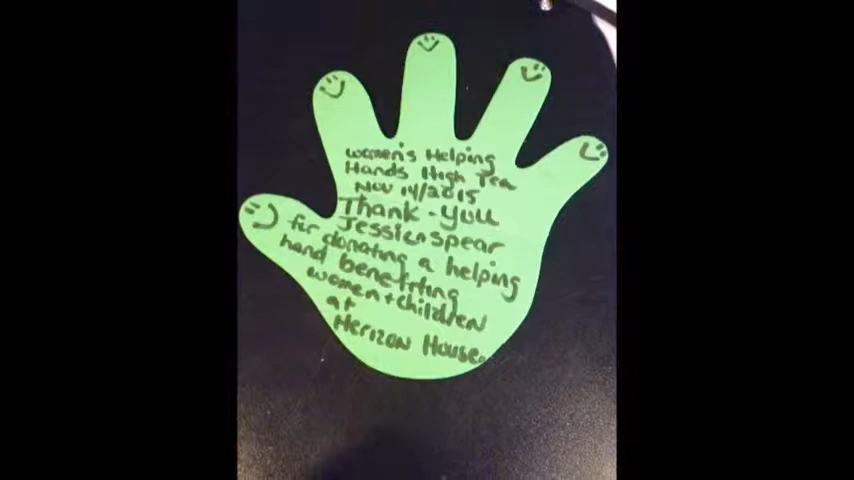 women's Helping
Hands High Tea
Nov 14/2015
Thank-you
Jessica Spear
for donating a helping
hand benefiting
women + children
at
Herizon House.